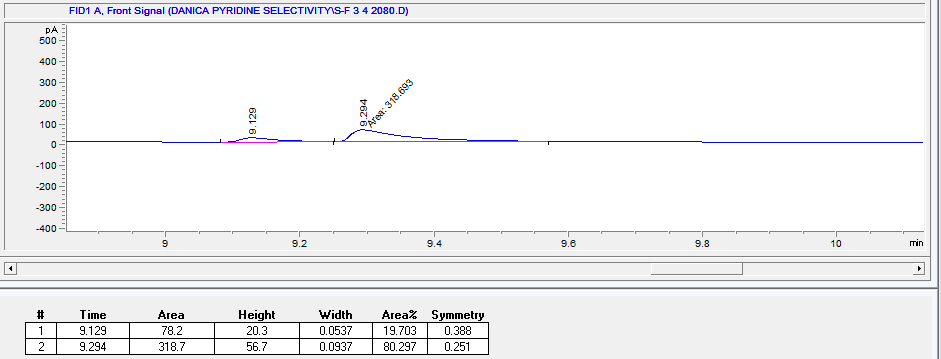 FID1 A, Front Signal (DANICA PYRIDINE SELECTIVITY\S-F 3 4 2080.D)
pA
500
400
300
200
100
0
-100
-200
-300
-400
9.129
9.294
Area: 318.693
9 9.2 9.4 9.6 9.8 10 min
# Time Area Height Width Area% Symmetry
1 9.129 78.2 20.3 0.0537 19.703 0.388
2 9.294 318.7 56.7 0.0937 80.297 0.251